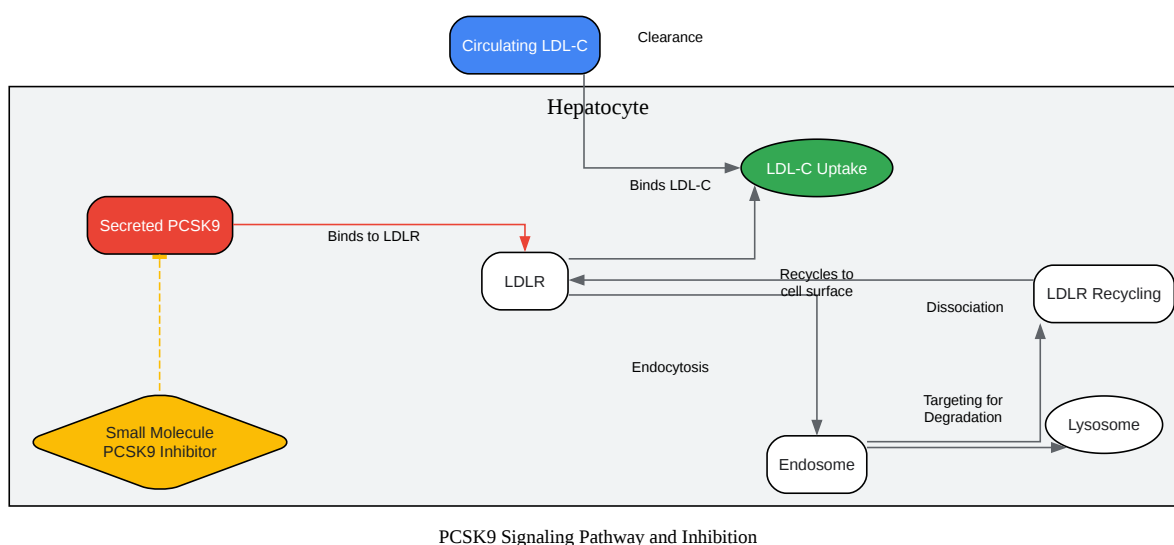 Circulating LDL-C
Clearance
Hepatocyte
LDL-C Uptake
Binds LDL-C
Secreted PCSK9
Binds to LDLR
LDLR
Recycles to
cell surface
LDLR Recycling
Dissociation
Endocytosis
Targeting for
Degradation
Lysosome
Small Molecule
PCSK9 Inhibitor
Endosome
PCSK9 Signaling Pathway and Inhibition